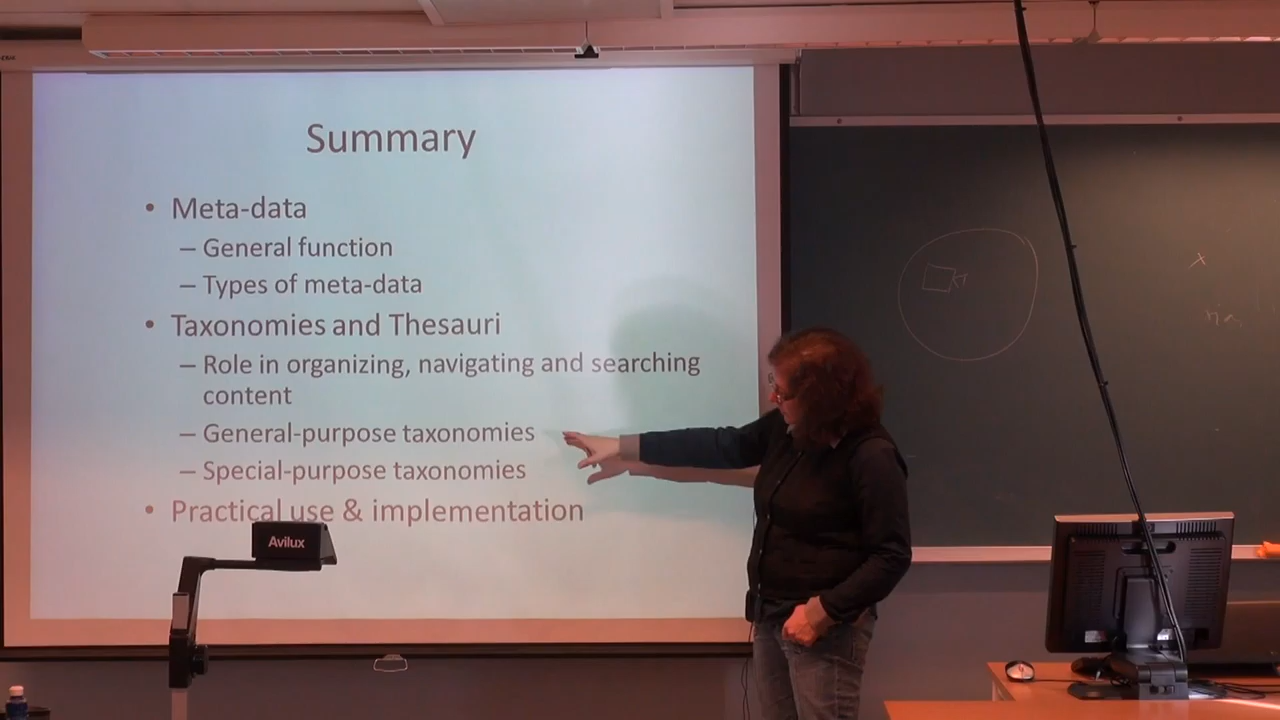 Summary
• Meta-data
– General function
– Types of meta-data
• Taxonomies and Thesauri
– Role in organizing, navigating and searching
content
– General-purpose taxonomies
– Special-purpose taxonomies
• Practical use & implementation
Avilux
x